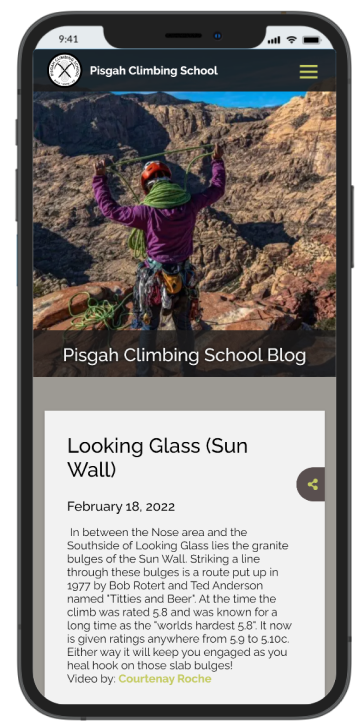 9:41
Pisgah Climbing School
Pisgah Climbing School Blog
Looking Glass (Sun
Wall)
February 18, 2022
In between the Nose area and the
Southside of Looking Glass lies the granite
bulges of the Sun Wall. Striking a line
through these bulges is a route put up in
1977 by Bob Rotert and Ted Anderson
named "Titties and Beer". At the time the
climb was rated 5.8 and was known for a
long time as the "worlds hardest 5.8". It now
is given ratings anywhere from 5.9 to 5.10c.
Either way it will keep you engaged as you
heal hook on those slab bulges!
Video by: Courtenay Roche